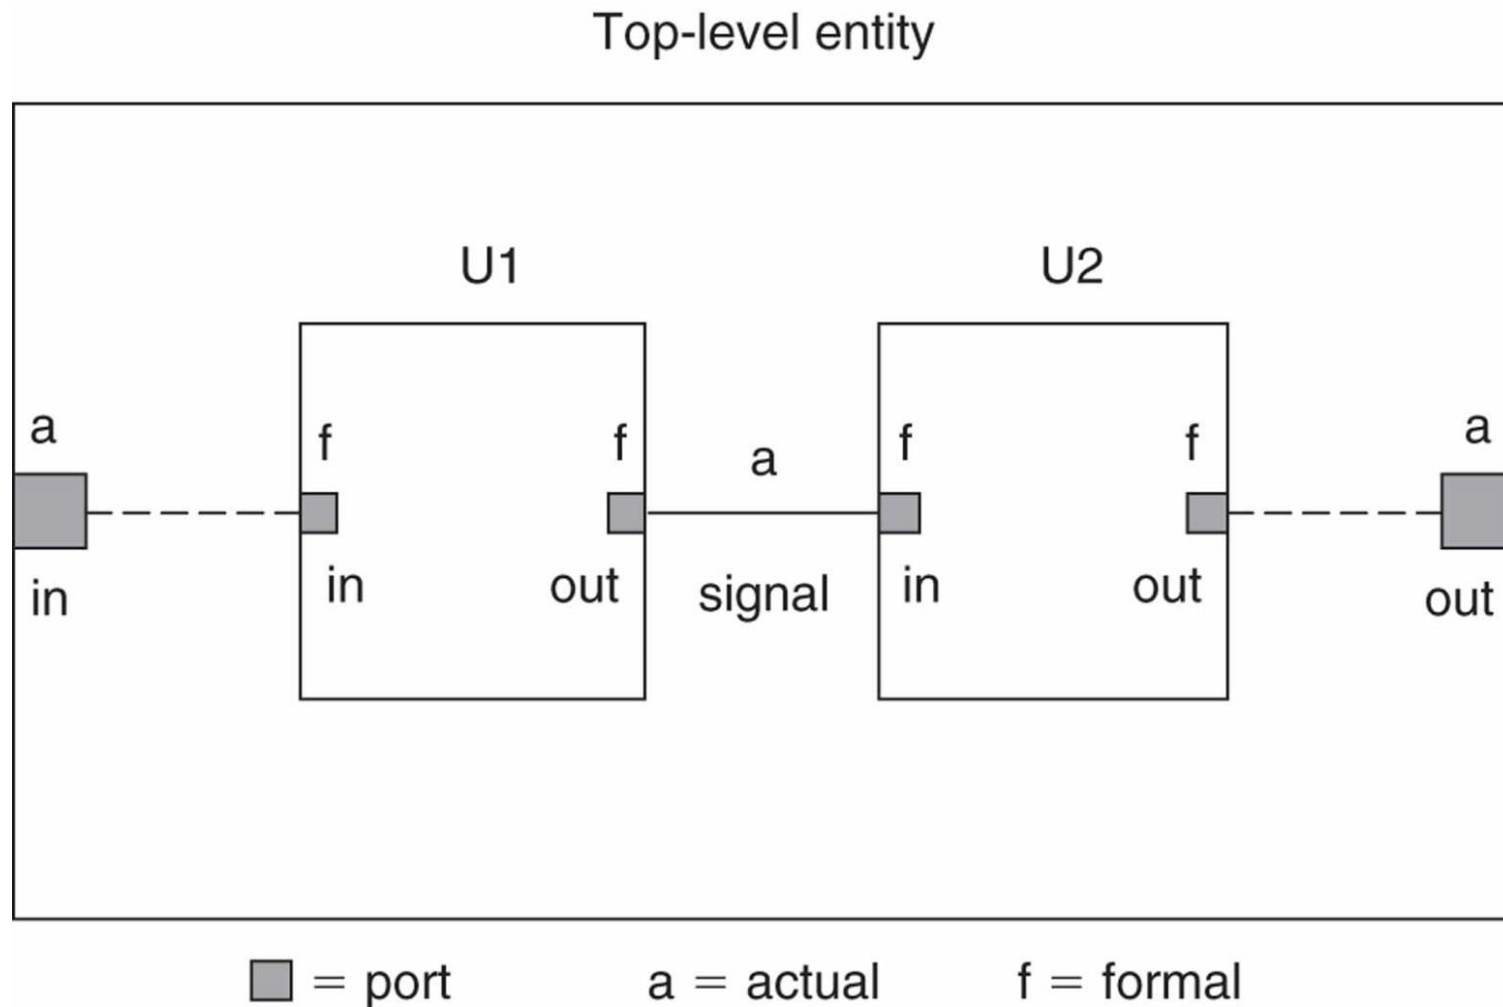 Top-level entity
U1
U2
a
f
f
a
f
f
a
in
in
out
signal
in
out
out
= port
a = actual
f = formal